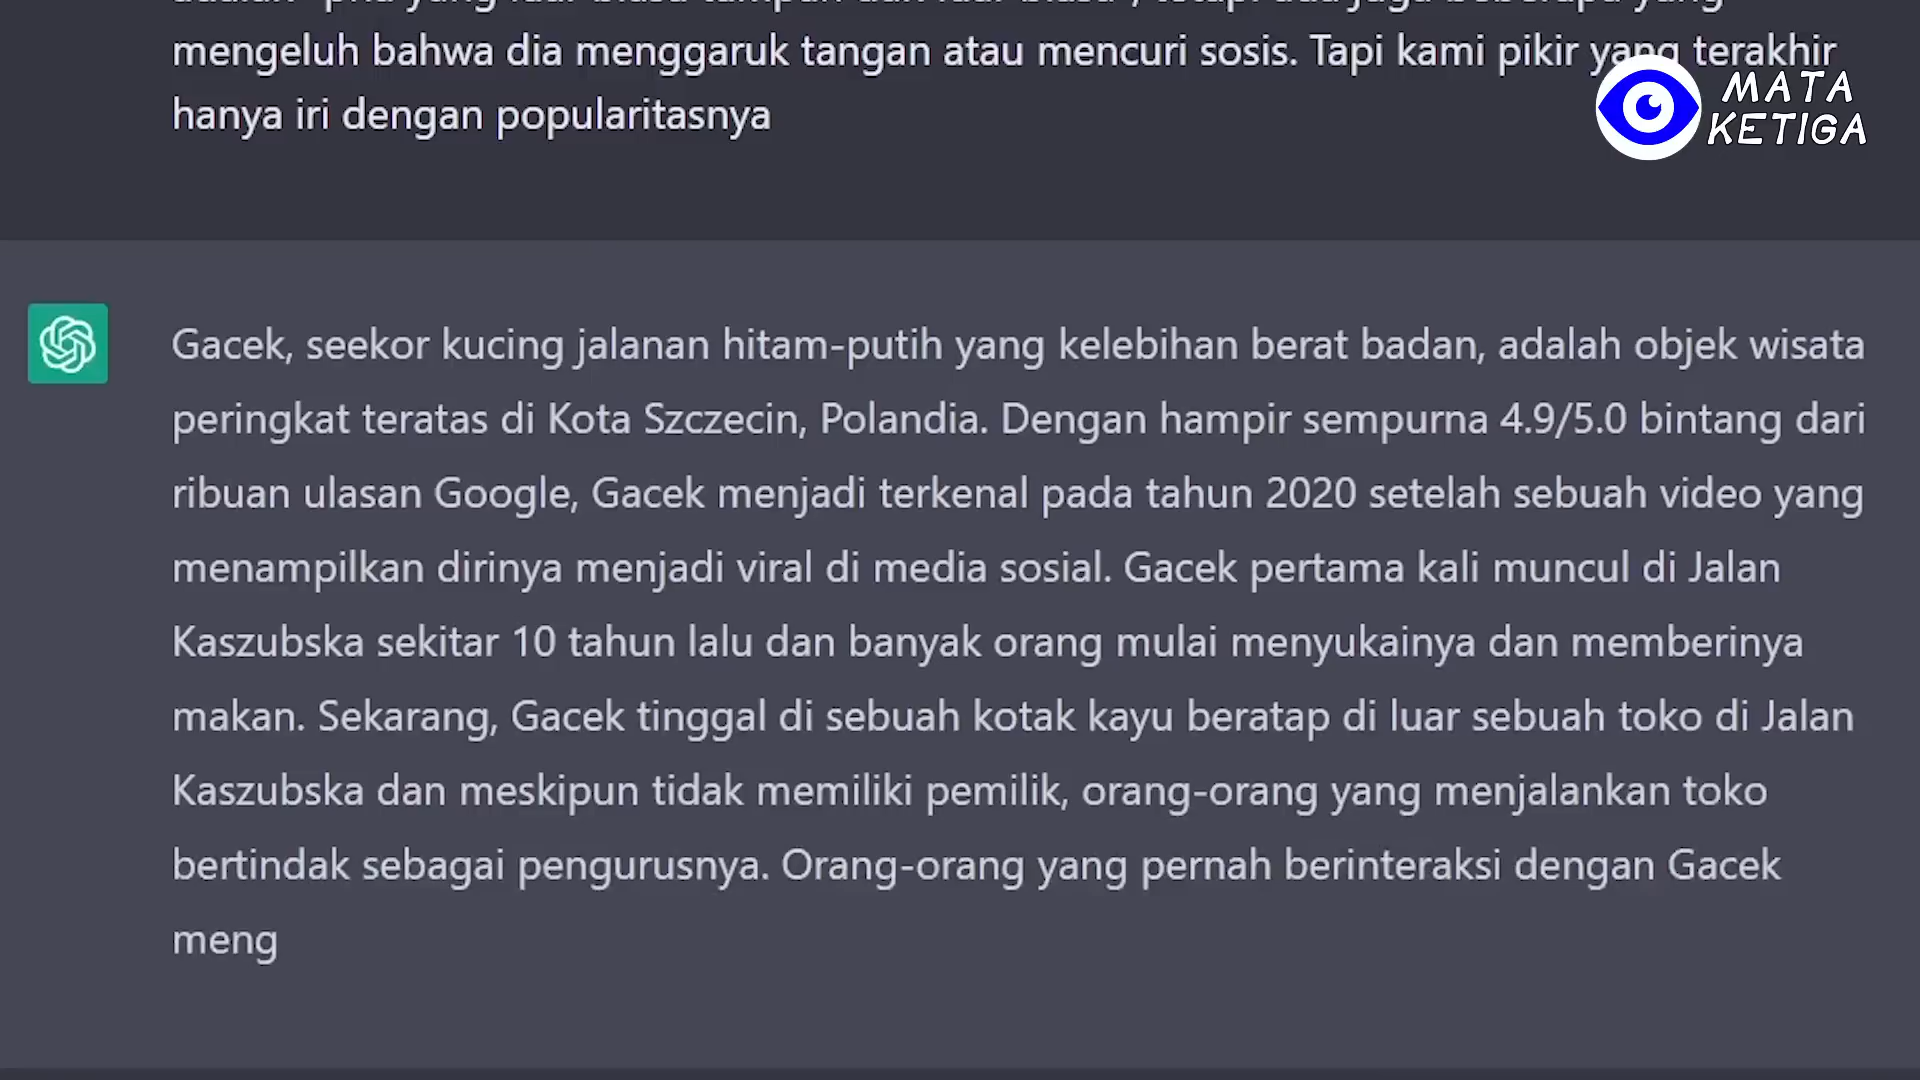 mengeluh bahwa dia menggaruk tangan atau mencuri sosis. Tapi kami pikir yang terakhir
hanya iri dengan popularitasnya
MATA
KETIGA
Gacek, seekor kucing jalanan hitam-putih yang kelebihan berat badan, adalah objek wisata
peringkat teratas di Kota Szczecin, Polandia. Dengan hampir sempurna 4.9/5.0 bintang dari
ribuan ulasan Google, Gacek menjadi terkenal pada tahun 2020 setelah sebuah video yang
menampilkan dirinya menjadi viral di media sosial. Gacek pertama kali muncul di Jalan
Kaszubska sekitar 10 tahun lalu dan banyak orang mulai menyukainya dan memberinya
makan. Sekarang, Gacek tinggal di sebuah kotak kayu beratap di luar sebuah toko di Jalan
Kaszubska dan meskipun tidak memiliki pemilik, orang-orang yang menjalankan toko
bertindak sebagai pengurusnya. Orang-orang yang pernah berinteraksi dengan Gacek
meng